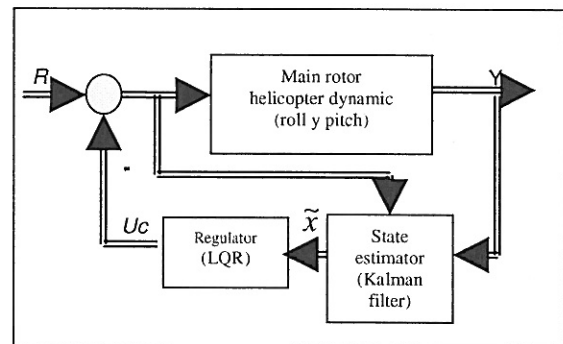 R
Main rotor
helicopter dynamic
(roll y pitch)
Y
-
Uc
Regulator
(LQR)
x̃
State
estimator
(Kalman
filter)